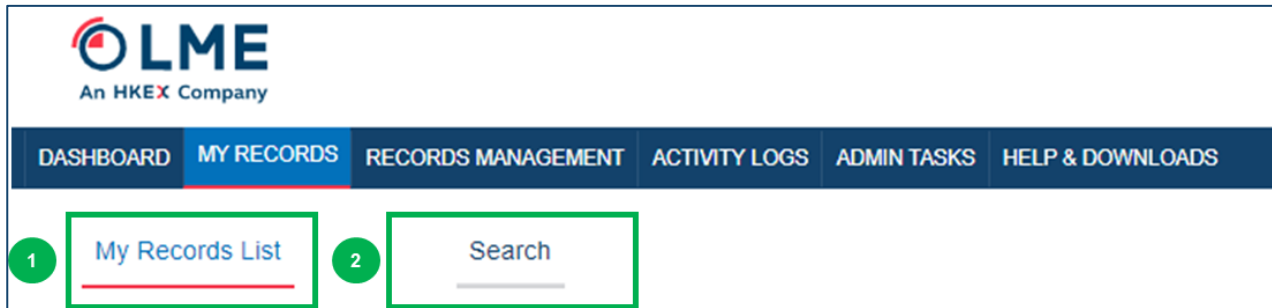 LME
An HKEX Company
DASHBOARD MY RECORDS RECORDS MANAGEMENT ACTIVITY LOGS ADMIN TASKS HELP & DOWNLOADS
1 My Records List 2 Search